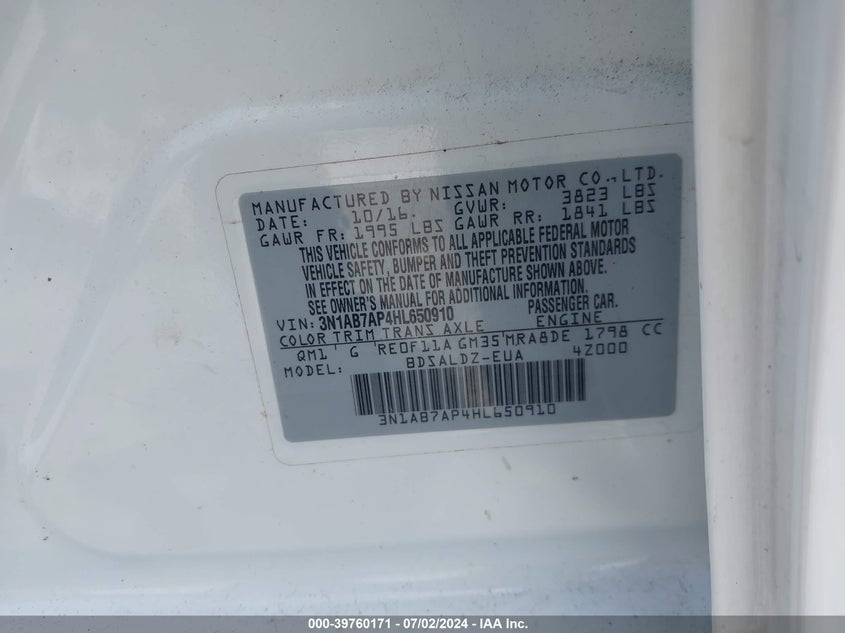 MANUFACTURED BY NISSAN MOTOR CO., LTD.
DATE: 10/16. GVWR: 3823 LBS
GAWR FR: 1995 LBS GAWR RR: 1841 LBS
THIS VEHICLE CONFORMS TO ALL APPLICABLE FEDERAL MOTOR
VEHICLE SAFETY, BUMPER AND THEFT PREVENTION STANDARDS
IN EFFECT ON THE DATE OF MANUFACTURE SHOWN ABOVE.
SEE OWNER'S MANUAL FOR ADDITIONAL INFORMATION.
VIN: 3N1AB7AP4HL650910 PASSENGER CAR.
COLOR TRIM TRANS AXLE ENGINE
QM1 G RE0F11A GM35 MRA8DE 1798 CC
MODEL: BDSALDZ-EUA 42000
3N1AB7AP4HL650910
000-39760171 - 07/02/2024 - IAA Inc.